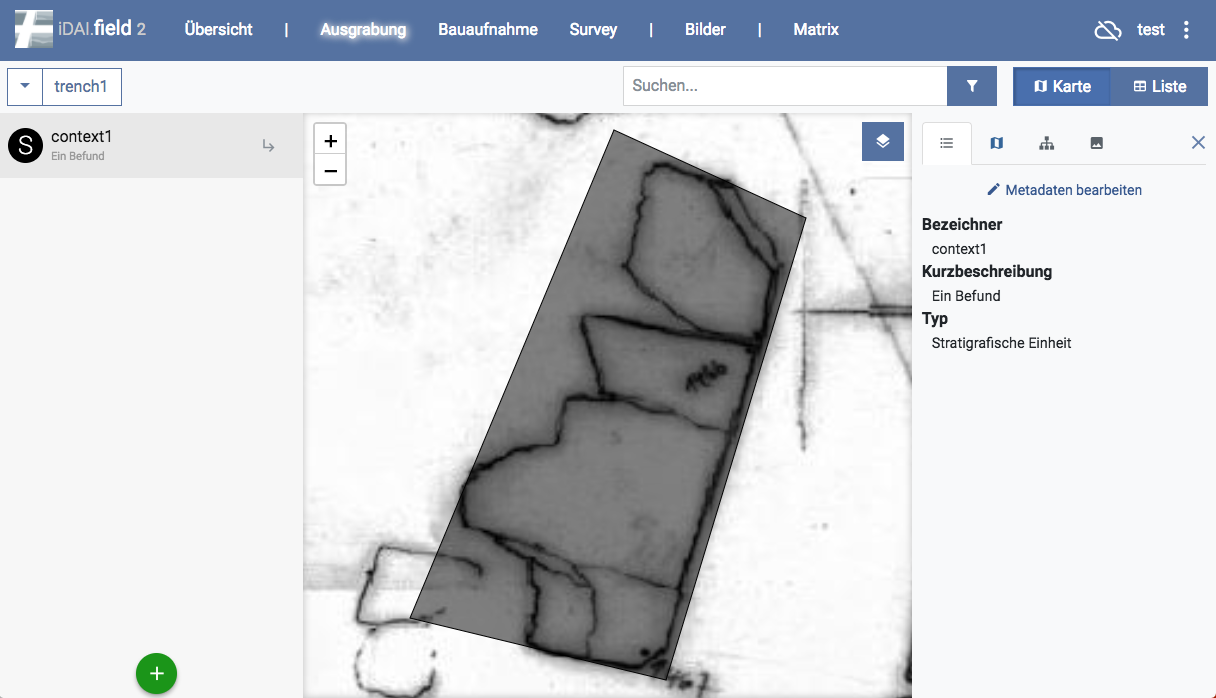 iDAI.field 2 Übersicht | Ausgrabung Bauaufnahme Survey | Bilder | Matrix test
trench1 Suchen... Karte Liste
S context1
Ein Befund
+
−
Metadaten bearbeiten
Bezeichner
context1
Kurzbeschreibung
Ein Befund
Typ
Stratigrafische Einheit
+